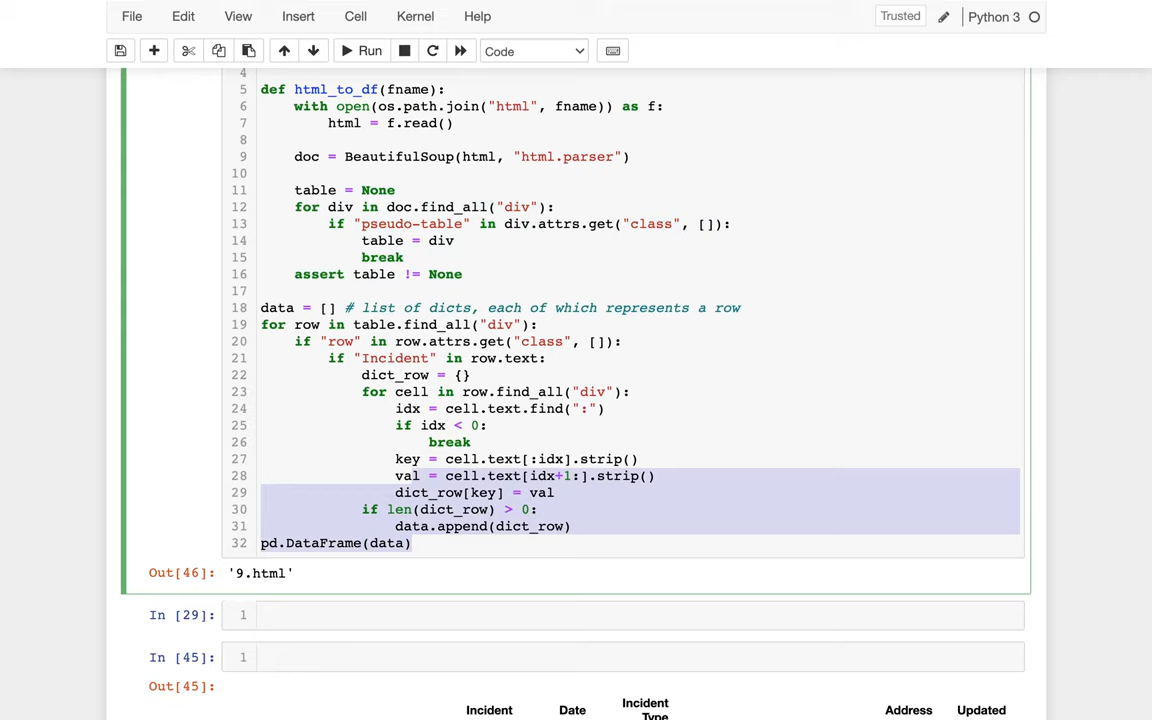 File Edit View Insert Cell Kernel Help Trusted Python 3
Run Code
4
5 def html_to_df(fname):
6 with open(os.path.join("html", fname)) as f:
7 html = f.read()
8
9 doc = BeautifulSoup(html, "html.parser")
10
11 table = None
12 for div in doc.find_all("div"):
13 if "pseudo-table" in div.attrs.get("class", []):
14 table = div
15 break
16 assert table != None
17
18 data = [] # list of dicts, each of which represents a row
19 for row in table.find_all("div"):
20 if "row" in row.attrs.get("class", []):
21 if "Incident" in row.text:
22 dict_row = {}
23 for cell in row.find_all("div"):
24 idx = cell.text.find(":")
25 if idx < 0:
26 break
27 key = cell.text[:idx].strip()
28 val = cell.text[idx+1:].strip()
29 dict_row[key] = val
30 if len(dict_row) > 0:
31 data.append(dict_row)
32 pd.DataFrame(data)
Out[46]: '9.html'
In [29]: 1
In [45]: 1
Out[45]:
Incident Date Incident Type Address Updated